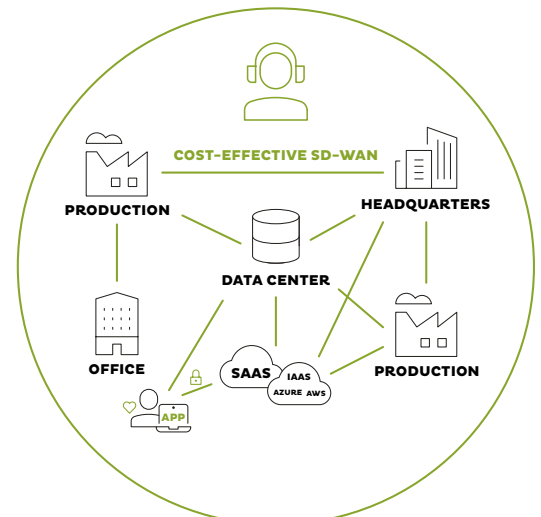 COST-EFFECTIVE SD-WAN
PRODUCTION
HEADQUARTERS
DATA CENTER
OFFICE
SAAS
IAAS
AZURE AWS
PRODUCTION
APP